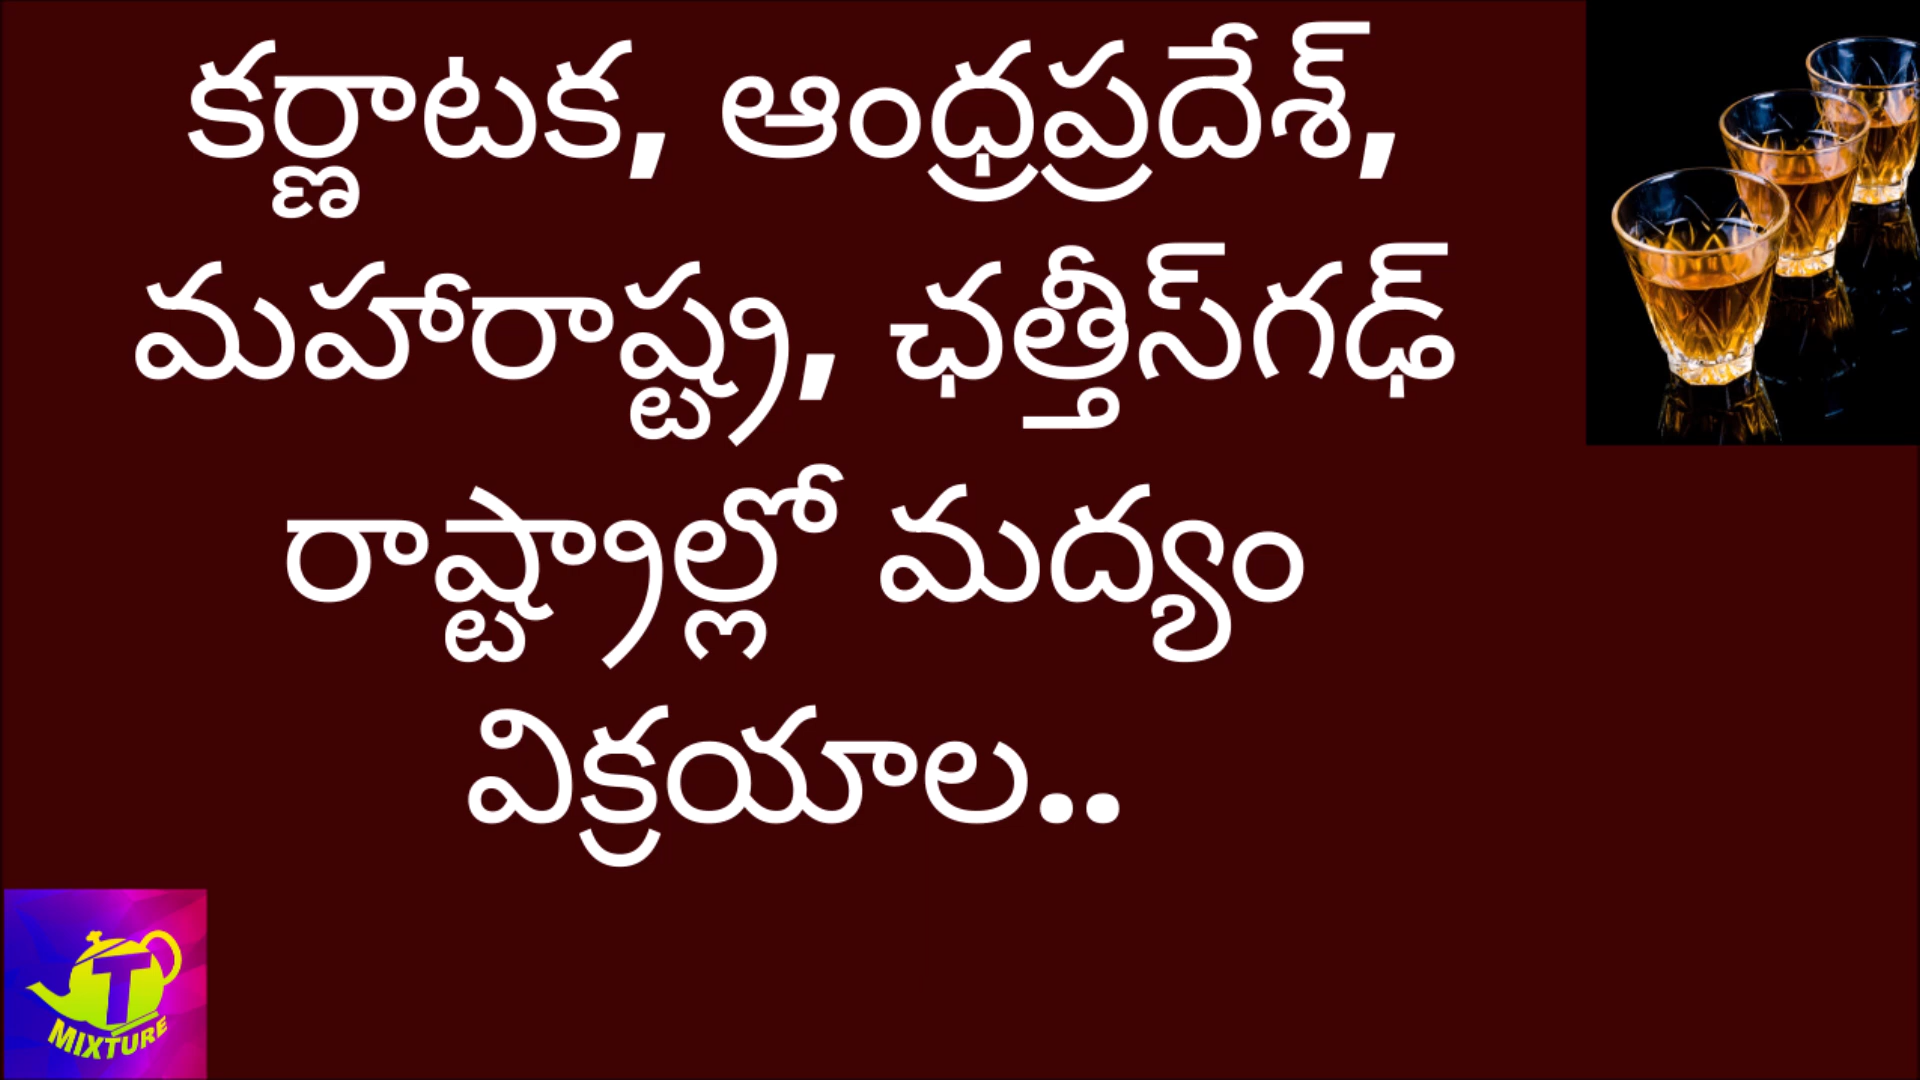 కర్ణాటక, ఆంధ్రప్రదేశ్,
మహారాష్ట్ర, ఛత్తీస్‌గఢ్
రాష్ట్రాల్లో మద్యం
విక్రయాల..
T
MIXTURE